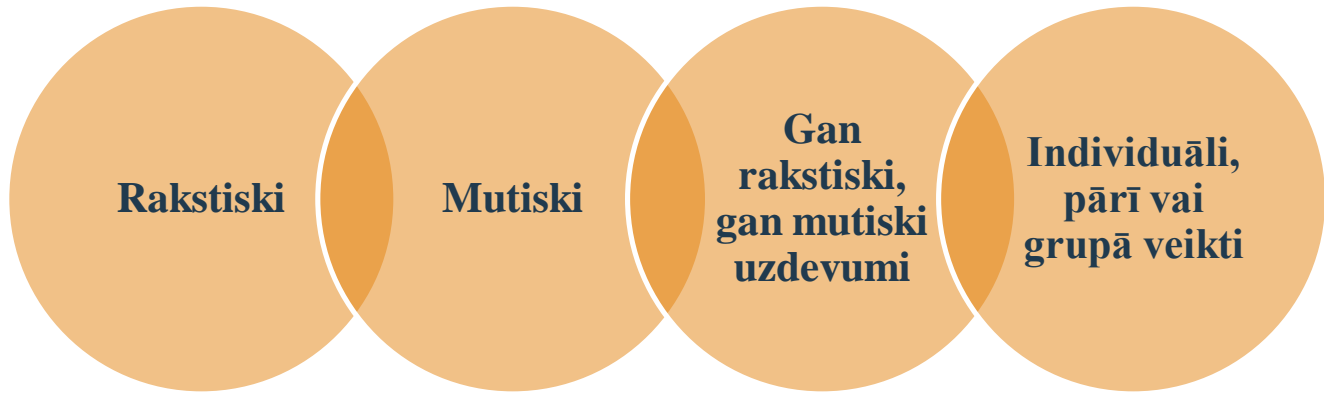 Rakstiski
Mutiski
Gan
rakstiski,
gan mutiski
uzdevumi
Individuāli,
pārī vai
grupā veikti